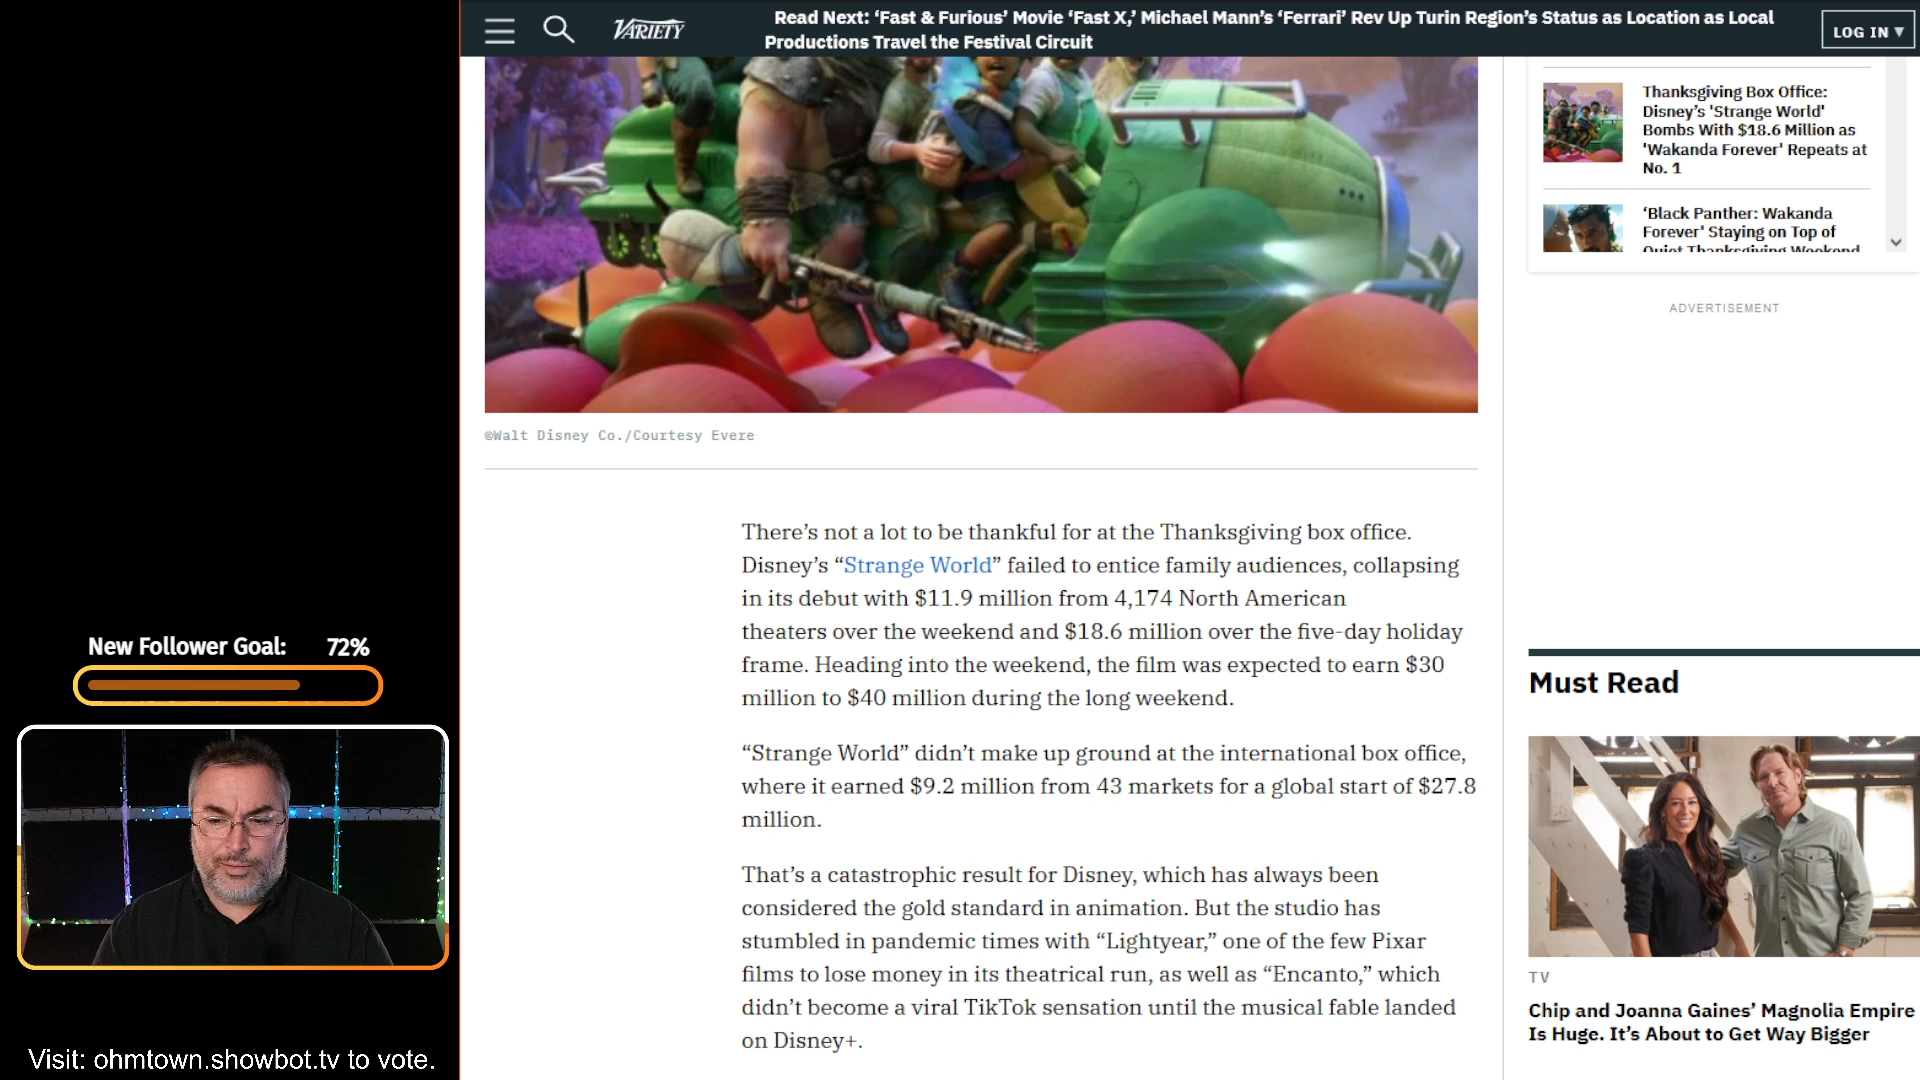 VARIETY
Read Next: ‘Fast & Furious’ Movie ‘Fast X,’ Michael Mann’s ‘Ferrari’ Rev Up Turin Region’s Status as Location as Local
Productions Travel the Festival Circuit
LOG IN ▾
Thanksgiving Box Office:
Disney’s 'Strange World'
Bombs With $18.6 Million as
'Wakanda Forever' Repeats at
No. 1
‘Black Panther: Wakanda
Forever' Staying on Top of
Quiet Thanksgiving Weekend
ADVERTISEMENT
©Walt Disney Co./Courtesy Evere
There’s not a lot to be thankful for at the Thanksgiving box office.
Disney’s “Strange World” failed to entice family audiences, collapsing
in its debut with $11.9 million from 4,174 North American
theaters over the weekend and $18.6 million over the five-day holiday
frame. Heading into the weekend, the film was expected to earn $30
million to $40 million during the long weekend.
“Strange World” didn’t make up ground at the international box office,
where it earned $9.2 million from 43 markets for a global start of $27.8
million.
That’s a catastrophic result for Disney, which has always been
considered the gold standard in animation. But the studio has
stumbled in pandemic times with “Lightyear,” one of the few Pixar
films to lose money in its theatrical run, as well as “Encanto,” which
didn’t become a viral TikTok sensation until the musical fable landed
on Disney+.
Must Read
TV
Chip and Joanna Gaines’ Magnolia Empire
Is Huge. It’s About to Get Way Bigger
New Follower Goal: 72%
Visit: ohmtown.showbot.tv to vote.